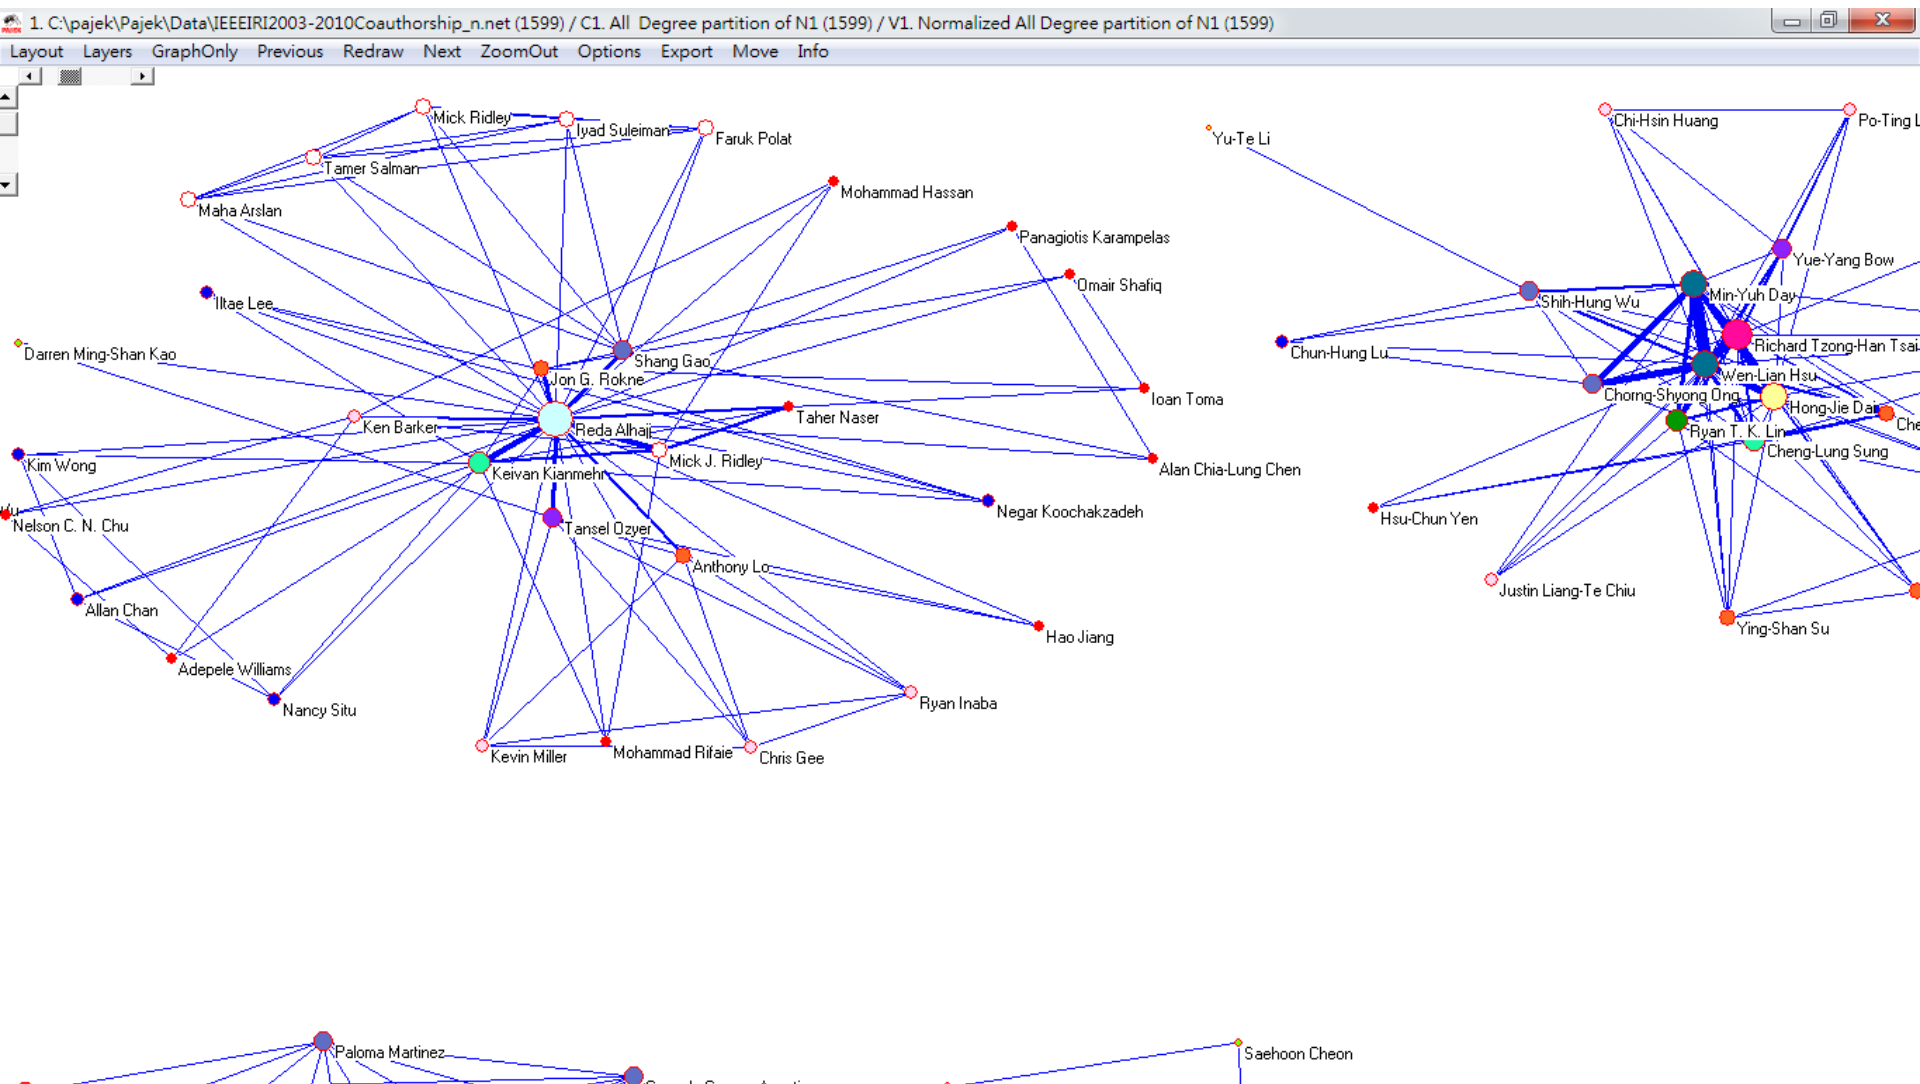 1. C:\pajek\Pajek\Data\IEEEIRI2003-2010Coauthorship_n.net (1599) / C1. All Degree partition of N1 (1599) / V1. Normalized All Degree partition of N1 (1599)
Layout Layers GraphOnly Previous Redraw Next ZoomOut Options Export Move Info
Mick Ridley
Iyad Suleiman
Faruk Polat
Tamer Salman
Maha Arslan
Mohammad Hassan
Panagiotis Karampelas
Omair Shafiq
Iltae Lee
Darren Ming-Shan Kao
Shang Gao
Jon G. Rokne
Ioan Toma
Taher Naser
Ken Barker
Reda Alhajj
Mick J. Ridley
Kim Wong
Keivan Kianmehr
Alan Chia-Lung Chen
Negar Koochakzadeh
Nelson C. N. Chu
Tansel Ozyer
Anthony Lo
Allan Chan
Hao Jiang
Adepele Williams
Nancy Situ
Ryan Inaba
Kevin Miller
Mohammad Rifaie
Chris Gee
Yu-Te Li
Chi-Hsin Huang
Po-Ting L
Yue-Yang Bow
Shih-Hung Wu
Min-Yuh Day
Chun-Hung Lu
Richard Tzong-Han Tsai
Wen-Lian Hsu
Chorng-Shyong Ong
Hong-Jie Dai
Che
Ryan T. K. Lin
Cheng-Lung Sung
Hsu-Chun Yen
Justin Liang-Te Chiu
Ying-Shan Su
Paloma Martinez
Saehoon Cheon